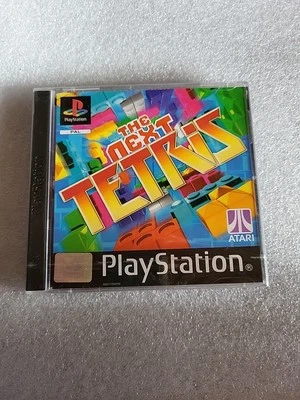 PlayStation
PAL
THE
NEXT
TETRIS
ATARI
PlayStation®